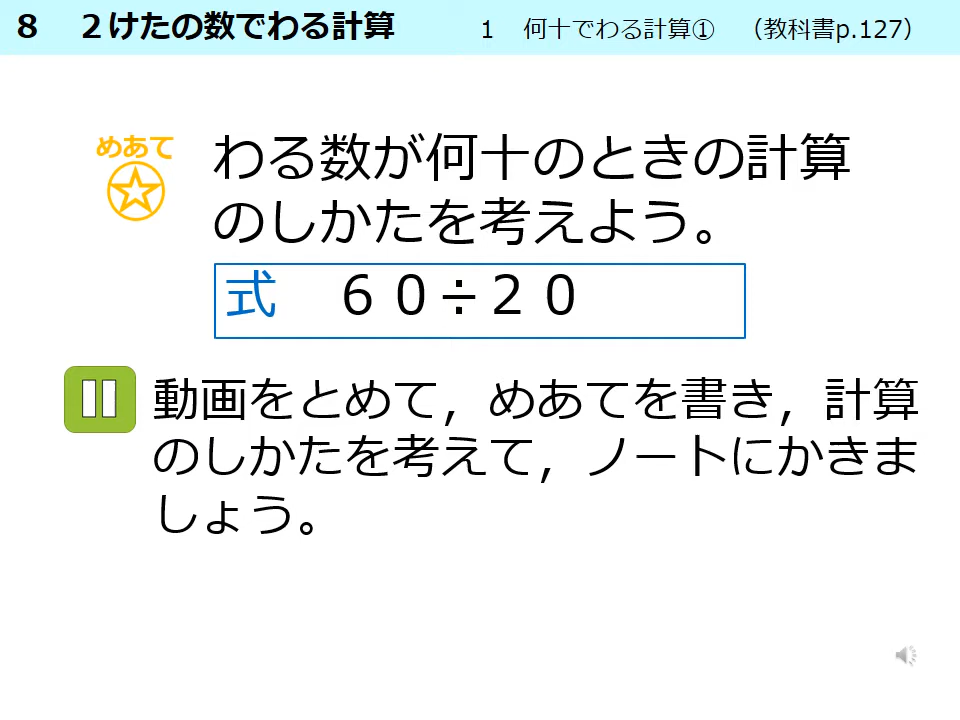 ８　２けたの数でわる計算　　1　何十でわる計算①　（教科書p.127）
めあて
わる数が何十のときの計算
のしかたを考えよう。
式　６０÷２０
動画をとめて，めあてを書き，計算
のしかたを考えて，ノートにかきま
しょう。